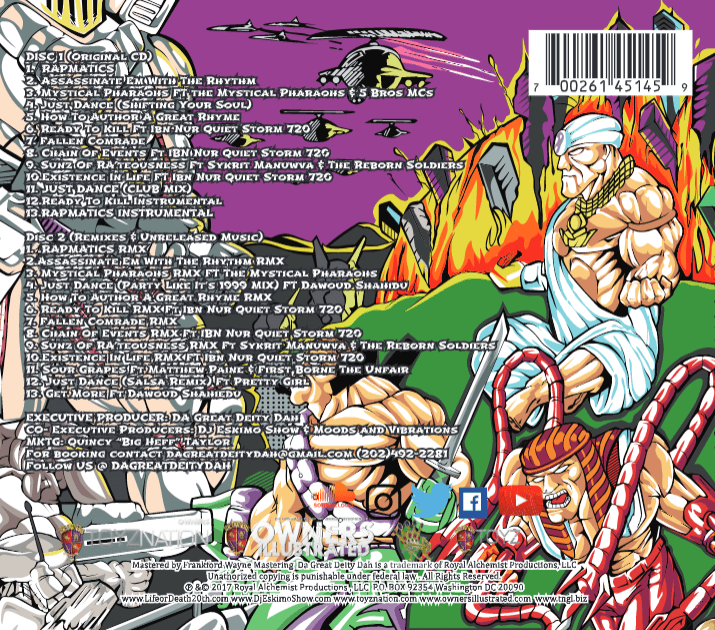 DISC 1 (ORIGINAL CD)
1. RAPMATICS
2. ASSASSINATE EM WITH THE RHYTHM
3. MYSTICAL PHARAOHS FT THE MYSTICAL PHARAOHS & 5 BROS MCS
4. JUST DANCE (SHIFTING YOUR SOUL)
5. HOW TO AUTHOR A GREAT RHYME
6. READY TO KILL FT IBN NUR QUIET STORM 720
7. FALLEN COMRADE
8. CHAIN OF EVENTS FT IBN NUR QUIET STORM 720
9. SUNZ OF RA'TEOUSNESS FT SYKRIT MANUWVA & THE REBORN SOLDIERS
10.EXISTENCE IN LIFE FT IBN NUR QUIET STORM 720
11. JUST DANCE (CLUB MIX)
12.READY TO KILL INSTRUMENTAL
13.RAPMATICS INSTRUMENTAL
DISC 2 (REMIXES & UNRELEASED MUSIC)
1. RAPMATICS RMX
2.ASSASSINATE EM WITH THE RHYTHM RMX
3. MYSTICAL PHARAOHS RMX FT THE MYSTICAL PHARAOHS
4. JUST DANCE (PARTY LIKE IT'S 1999 MIX) FT DAWOUD SHAHIDU
5. HOW TO AUTHOR A GREAT RHYME RMX
6. READY TO KILL RMX FT IBN NUR QUIET STORM 720
7. FALLEN COMRADE RMX
8. CHAIN OF EVENTS RMX FT IBN NUR QUIET STORM 720
9. SUNZ OF RA'TEOUSNESS RMX FT SYKRIT MANUWVA & THE REBORN SOLDIERS
10.EXISTENCE IN LIFE RMX FT IBN NUR QUIET STORM 720
11. SOUR GRAPES FT MATTHEW PAINE & FIRST BORNE THE UNFAIR
12. JUST DANCE (SALSA REMIX) FT PRETTY GIRL
13. GET MORE FT DAWOUD SHAHIEDU
EXECUTIVE PRODUCER: DA GREAT DEITY DAH
CO- EXECUTIVE PRODUCERS: DJ ESKIMO SHOW & MOODS AND VIBRATIONS
MKTG: QUINCY "BIG HEFF" TAYLOR
FOR BOOKING CONTACT DAGREATDEITYDAH@GMAIL.COM (202)492-2281
FOLLOW US @ DAGREATDEITYDAH
7 00261 45145 9
YouTube
TOYZNATION
OWNERS
ILLUSTRATED
TOYZ
Mastered by Frankford Wayne Mastering. Da Great Deity Dah is a trademark of Royal Alchemist Productions, LLC
Unathorized copying is punishable under federal law. All Rights Reserved.
℗ & © 2017 Royal Alchemist Productions, LLC P.O. BOX 92354 Washington DC 20090
www.LifeorDeath20th.com www.DjEskimoShow.com www.toyznation.com www.ownersillustrated.com www.tngl.biz